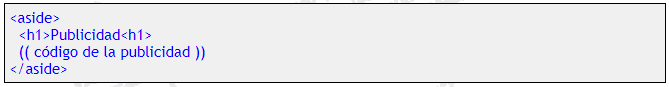 <aside>
<h1>Publicidad<h1>
(( código de la publicidad ))
</aside>